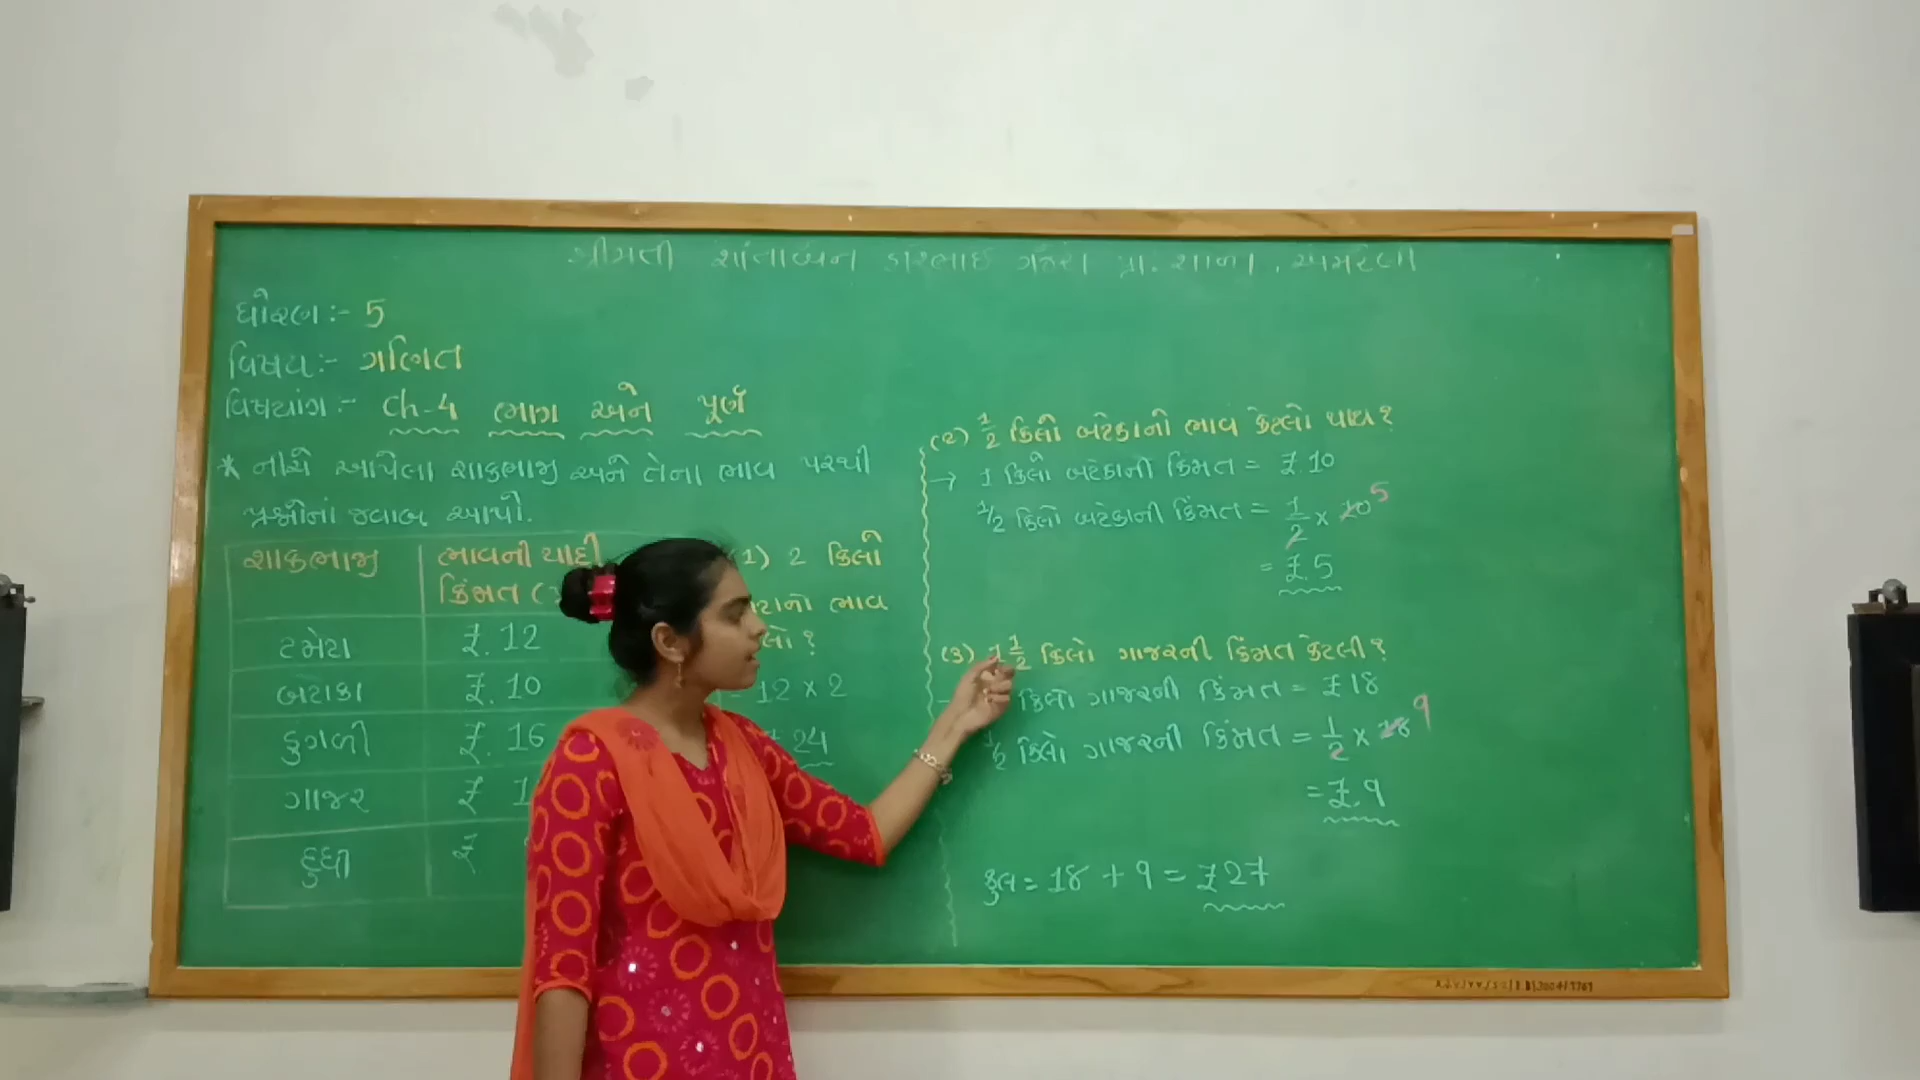 શ્રીમતી શાંતાબેન હરિભાઇ ગજેરા પ્રા. શાળા, અમરેલી
ધોરણ :- 5
વિષય :- ગણિત
વિષયાંગ :- Ch-4 ભાગ અને પૂર્ણ
* નીચે આપેલા શાકભાજી અને તેના ભાવ પરથી
પ્રશ્નોનાં જવાબ આપો.
શાકભાજી ભાવની યાદી
કિંમત (
ટમેટા ₹. 12
બટાકા ₹. 10
ડુંગળી ₹. 16
ગાજર ₹ 1
દુધી ₹
1) 2 કિલો
ટાનો ભાવ
લો ?
12 x 2
24
(2) 1/2 કિલો બટેકાનો ભાવ કેટલો થાય ?
→ 1 કિલો બટેકાની કિંમત = ₹ 10
1/2 કિલો બટેકાની કિંમત = 1/2 x 10 5
= ₹.5
(3) 1 1/2 કિલો ગાજરની કિંમત કેટલી ?
કિલો ગાજરની કિંમત = ₹ 18
1/2 કિલો ગાજરની કિંમત = 1/2 x 18 9
= ₹.9
કુલ = 18 + 9 = ₹ 27